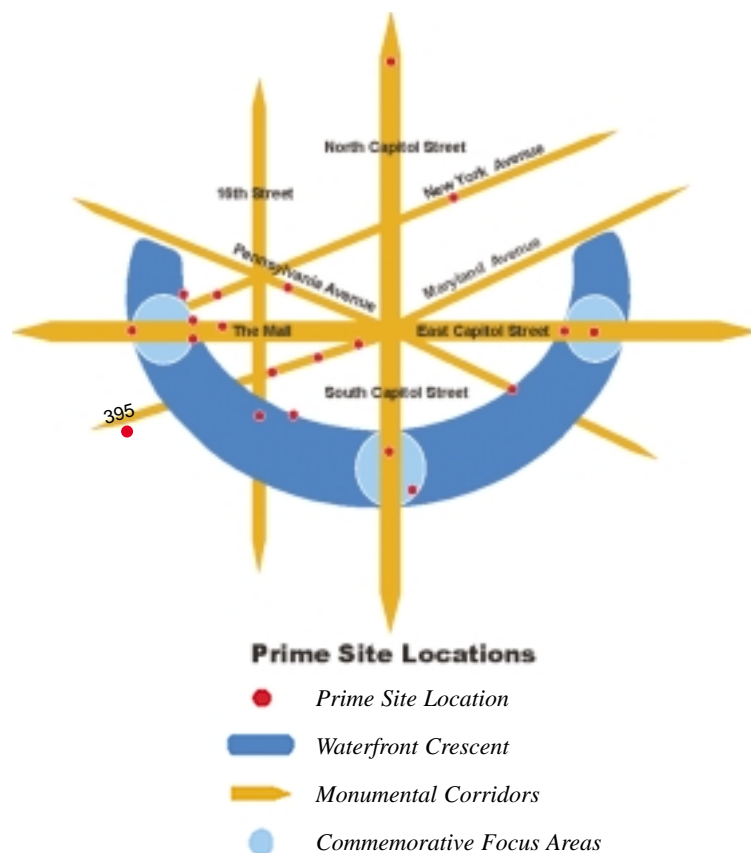 North Capitol Street
New York Avenue
16th Street
Pennsylvania Avenue
Maryland Avenue
The Mall
East Capitol Street
South Capitol Street
395
Prime Site Locations
Prime Site Location
Waterfront Crescent
Monumental Corridors
Commemorative Focus Areas